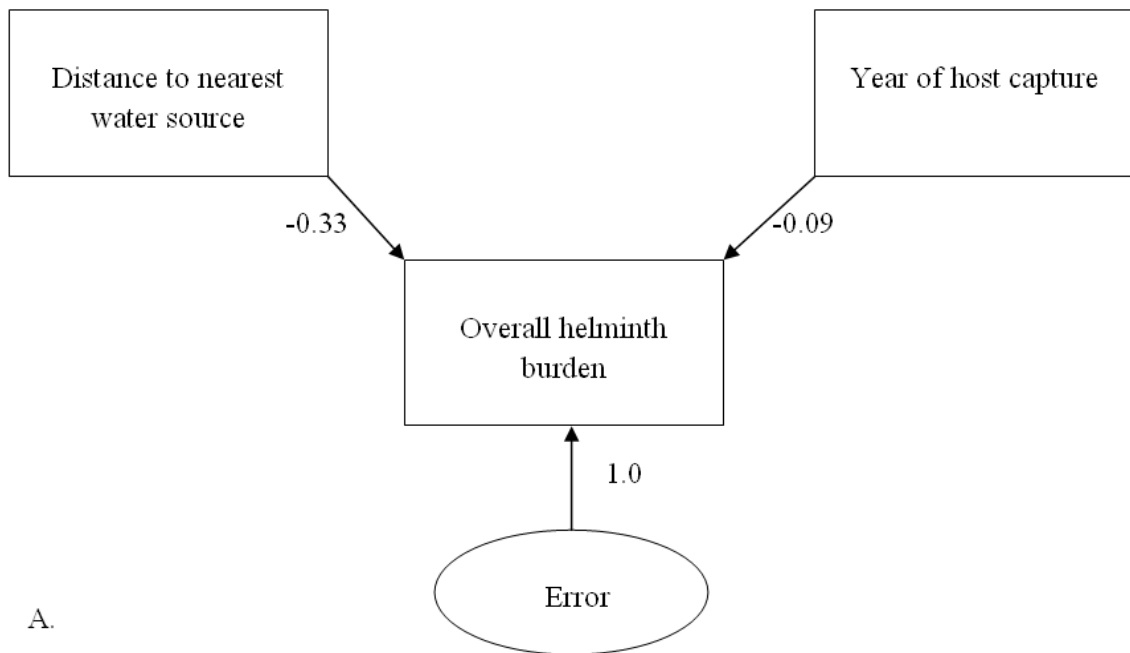 Distance to nearest
water source
Year of host capture
-0.33
-0.09
Overall helminth
burden
1.0
Error
A.